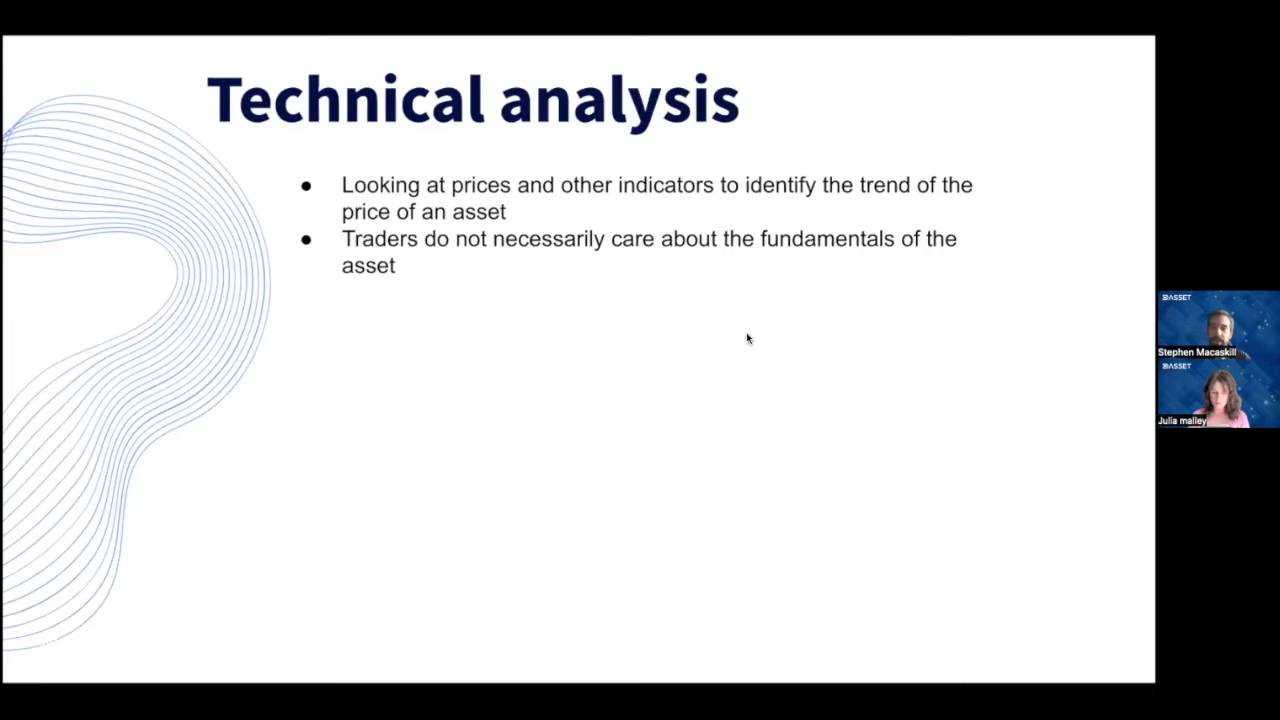 Technical analysis
● Looking at prices and other indicators to identify the trend of the
price of an asset
● Traders do not necessarily care about the fundamentals of the
asset
ASSET
Stephen Macaskill
ASSET
Julia malley